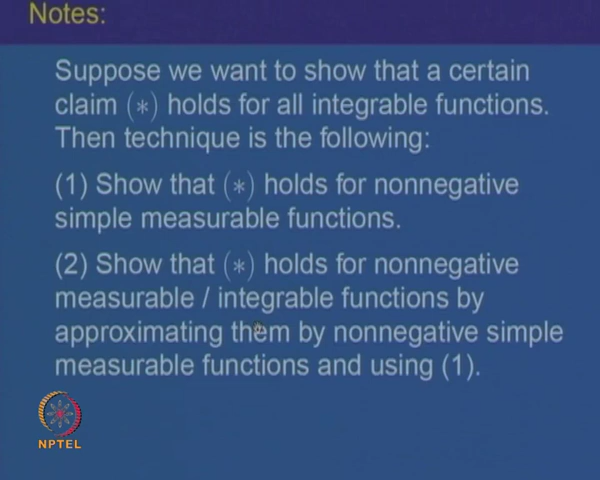 Notes:
Suppose we want to show that a certain
claim (∗) holds for all integrable functions.
Then technique is the following:
(1) Show that (∗) holds for nonnegative
simple measurable functions.
(2) Show that (∗) holds for nonnegative
measurable / integrable functions by
approximating them by nonnegative simple
measurable functions and using (1).
NPTEL